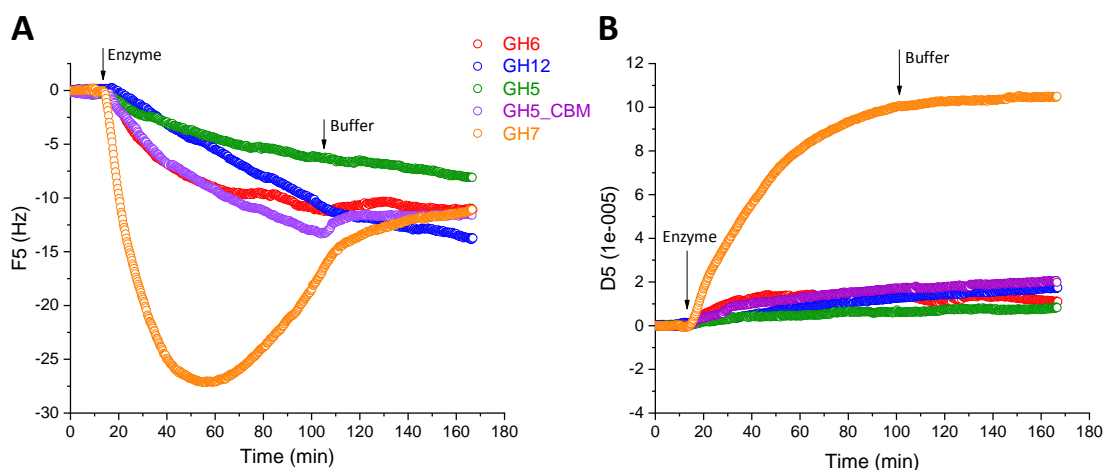 A
Enzyme
GH6
GH12
GH5
GH5_CBM
GH7
Buffer
0
-5
-10
-15
-20
-25
-30
F5 (Hz)
0 20 40 60 80 100 120 140 160 180
Time (min)
B
Buffer
Enzyme
12
10
8
6
4
2
0
-2
-4
D5 (1e-005)
0 20 40 60 80 100 120 140 160 180
Time (min)